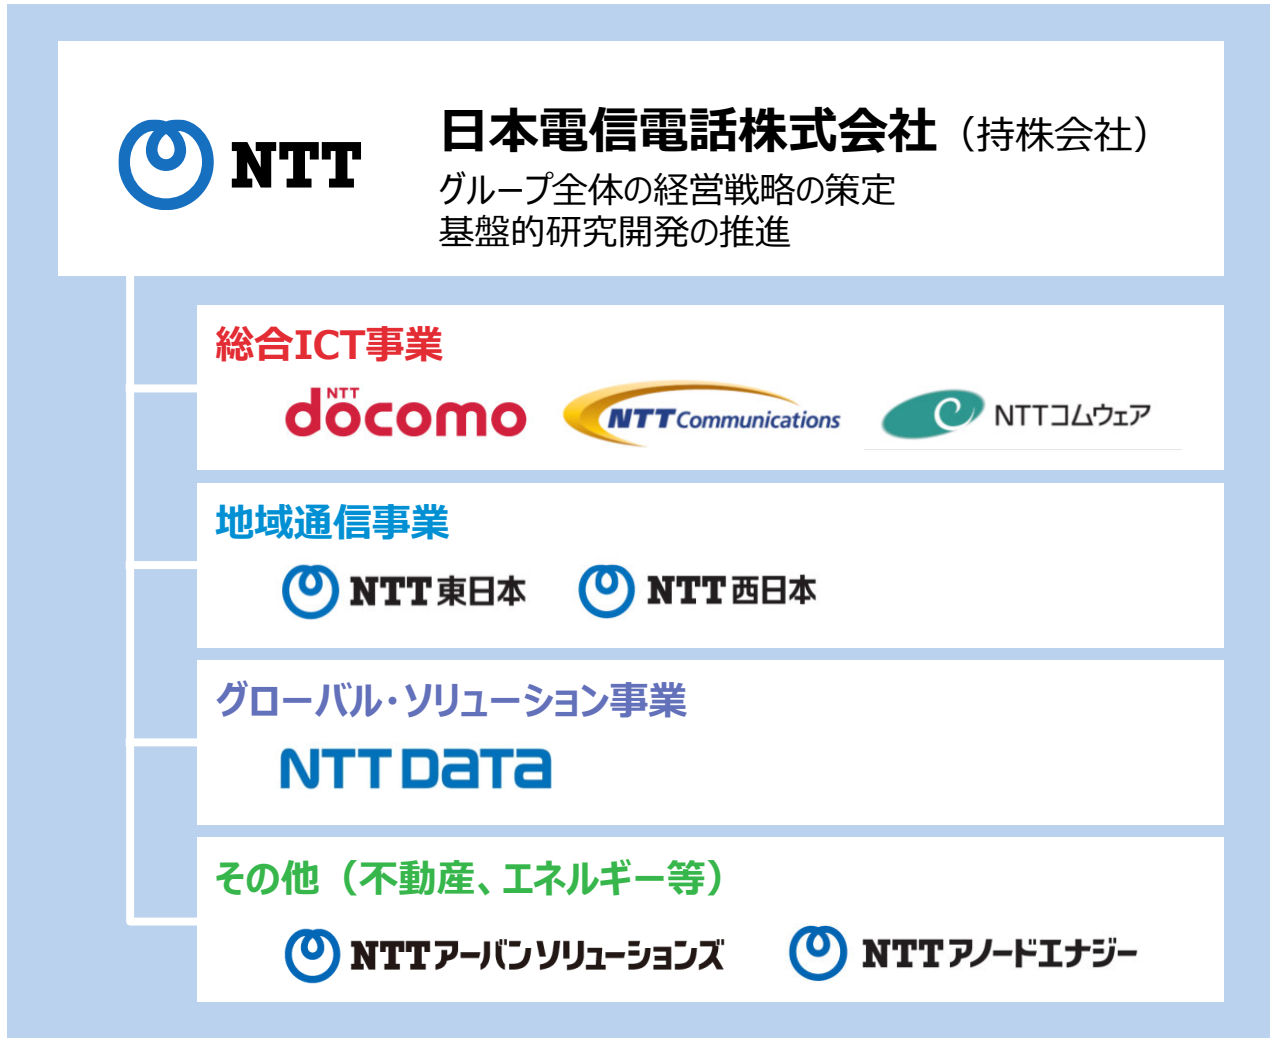 NTT
日本電信電話株式会社（持株会社）
グループ全体の経営戦略の策定
基盤的研究開発の推進
総合ICT事業
NTT docomo NTT Communications NTTコムウェア
地域通信事業
NTT東日本 NTT西日本
グローバル・ソリューション事業
NTT DATA
その他（不動産、エネルギー等）
NTTアーバンソリューションズ NTTアノードエナジー